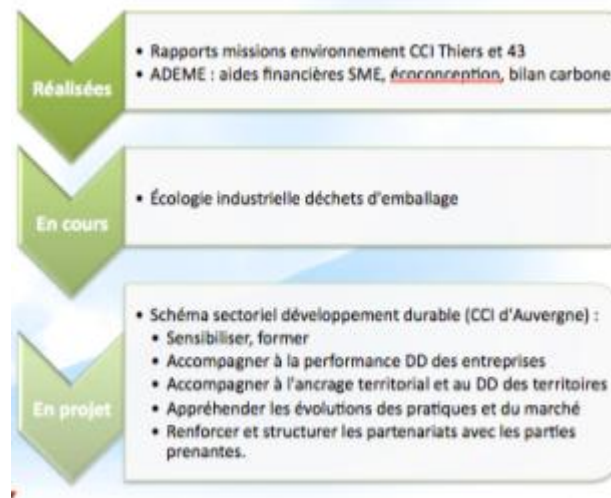 Réalisées
• Rapports missions environnement CCI Thiers et 43
• ADEME : aides financières SME, écoconception, bilan carbone
En cours
• Écologie industrielle déchets d'emballage
En projet
• Schéma sectoriel développement durable (CCI d'Auvergne) :
• Sensibiliser, former
• Accompagner à la performance DD des entreprises
• Accompagner à l'ancrage territorial et au DD des territoires
• Appréhender les évolutions des pratiques et du marché
• Renforcer et structurer les partenariats avec les parties
prenantes.